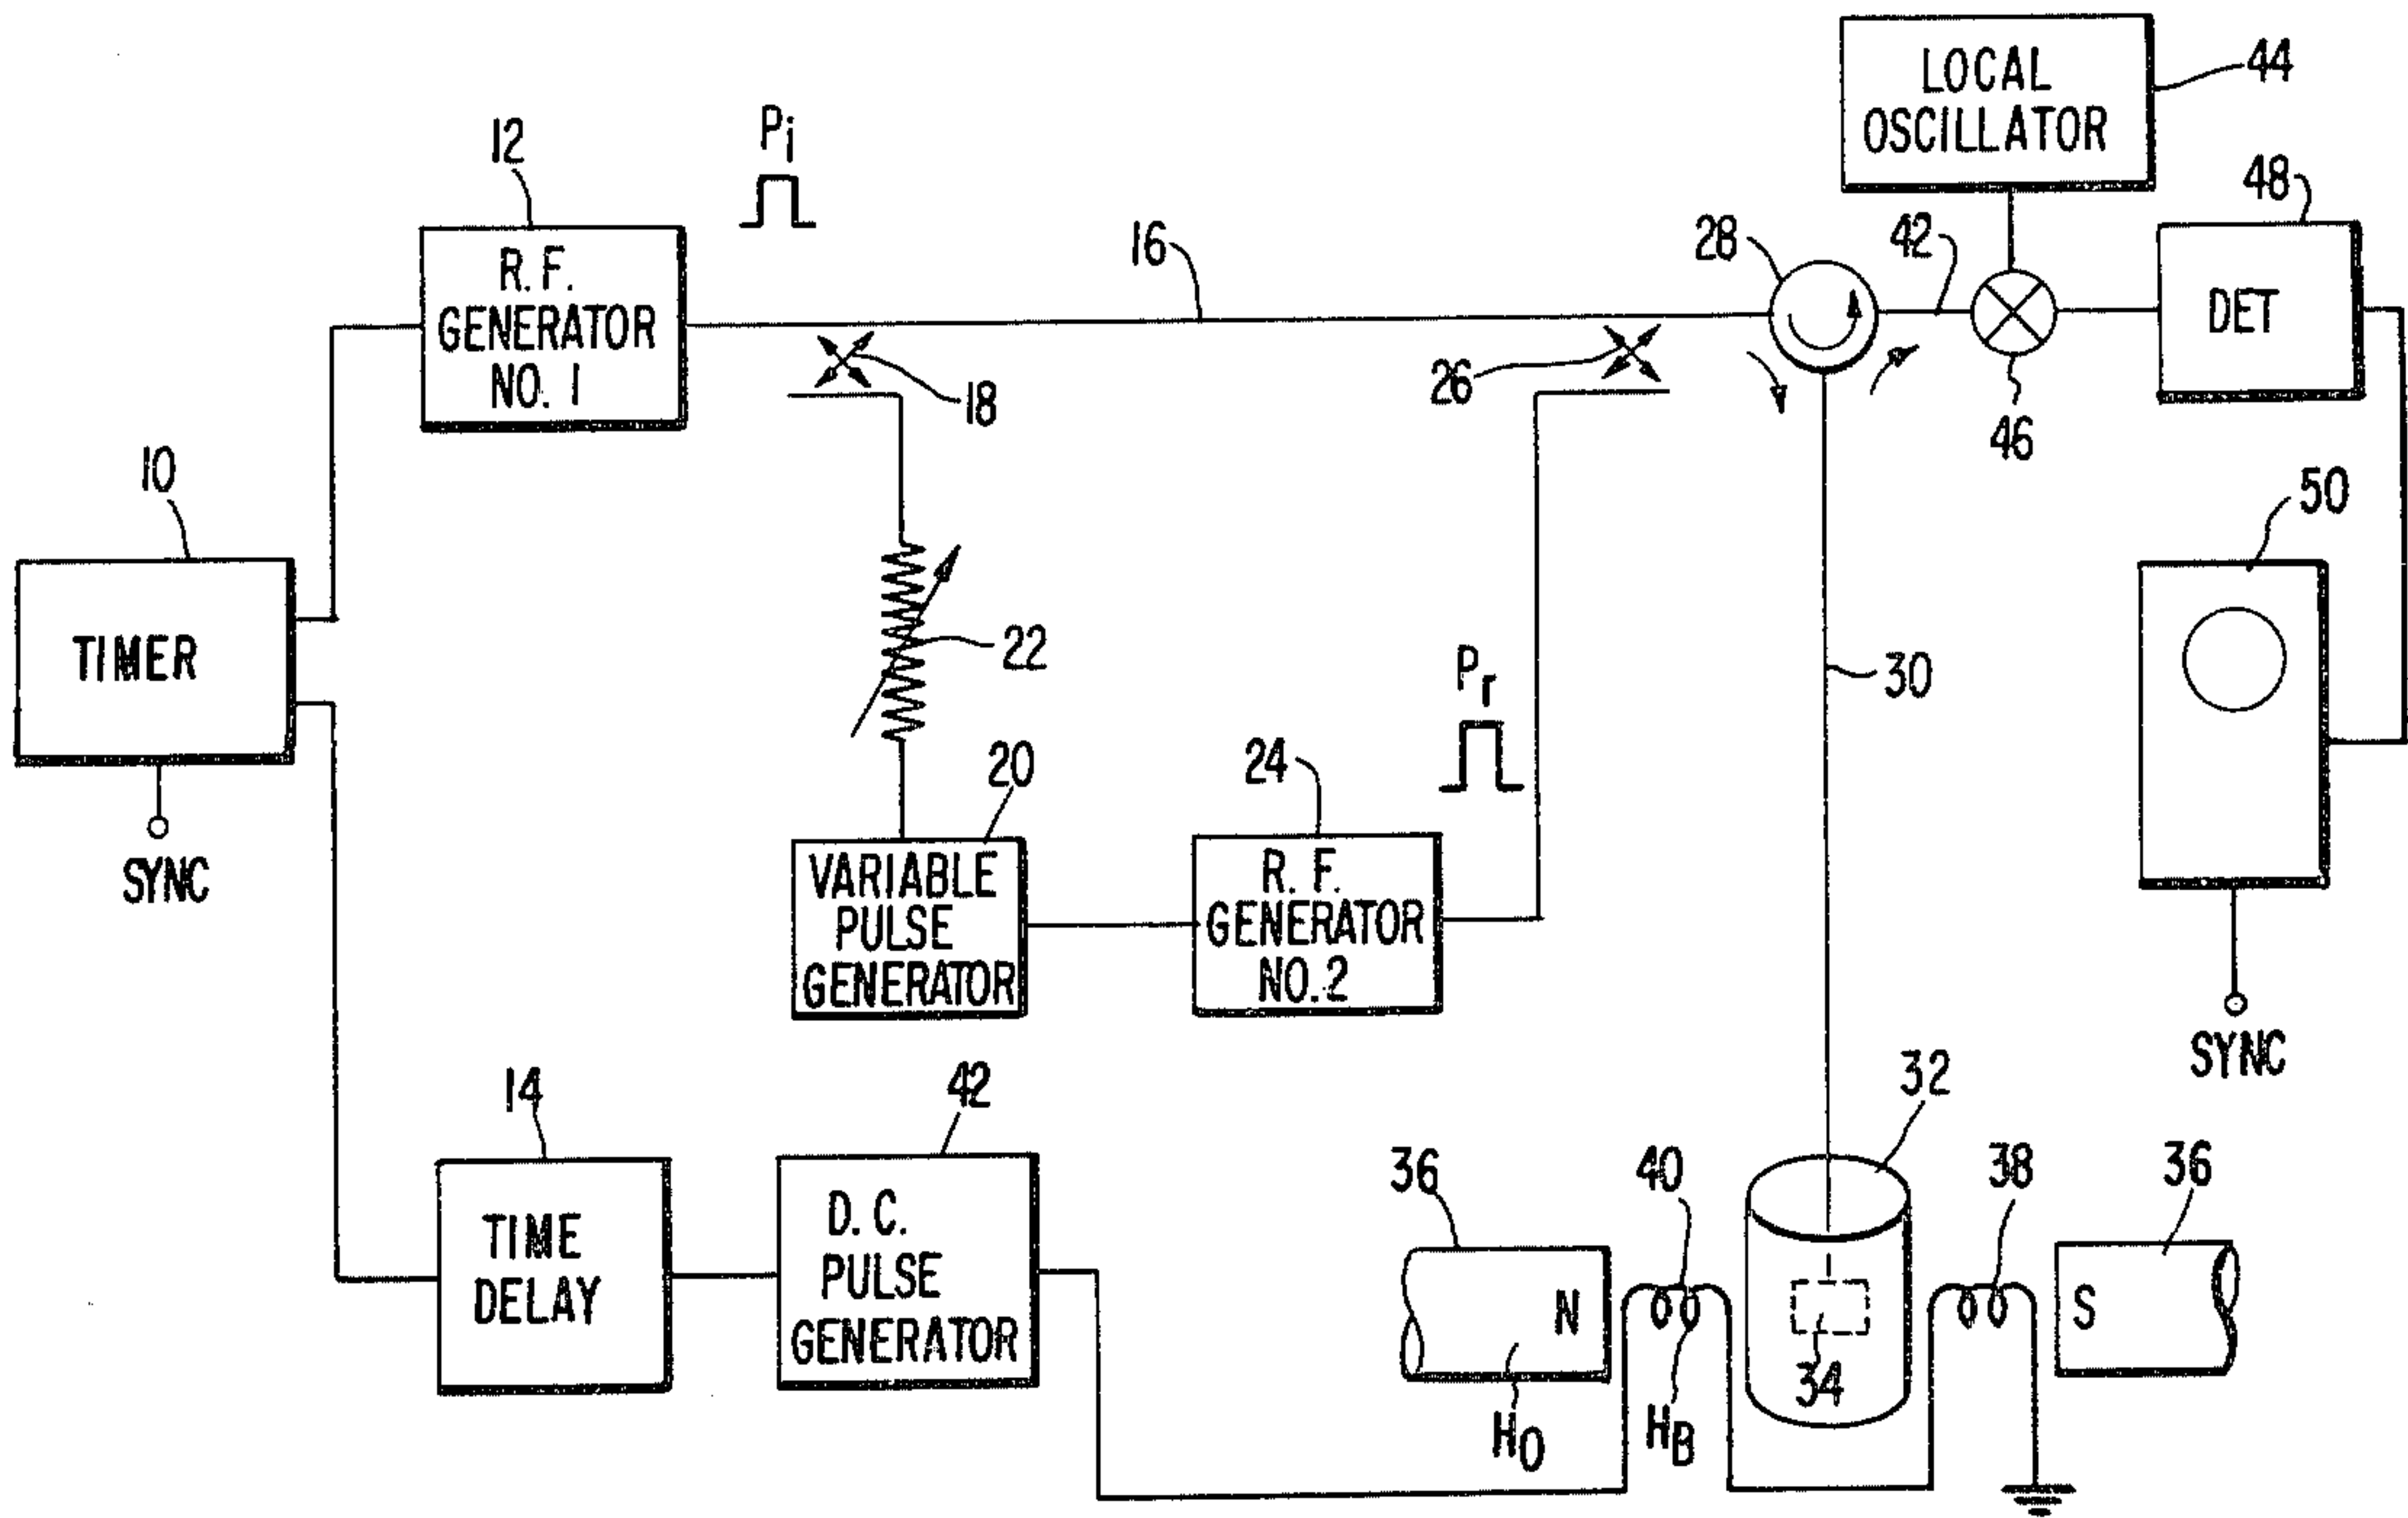 LOCAL
OSCILLATOR
44
12
Pi
48
R.F.
GENERATOR
NO. 1
16
28
42
DET
18
26
46
10
50
TIMER
22
Pr
30
20
24
SYNC
VARIABLE
PULSE
GENERATOR
R. F.
GENERATOR
NO. 2
SYNC
14
42
32
36
40
38
36
TIME
DELAY
D. C.
PULSE
GENERATOR
N
S
34
HO
HB